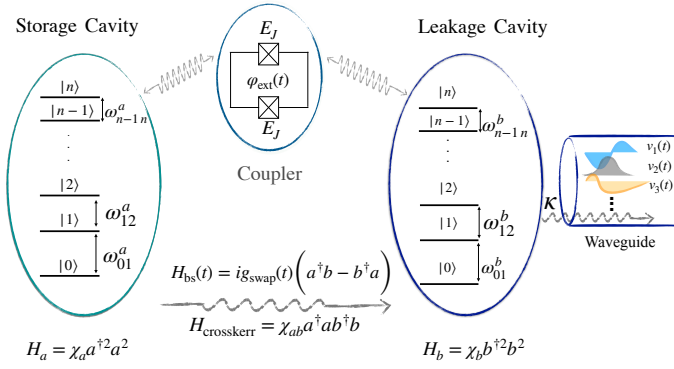 Storage Cavity
|n⟩
|n−1⟩
ω^a_{n−1 n}
|2⟩
ω^a_{12}
|1⟩
ω^a_{01}
|0⟩
H_a = χ_a a^{†2} a^2
E_J
φ_ext(t)
E_J
Coupler
H_bs(t) = i g_swap(t) (a^† b − b^† a)
H_crosskerr = χ_{ab} a^† a b^† b
Leakage Cavity
|n⟩
|n−1⟩
ω^b_{n−1 n}
|2⟩
ω^b_{12}
|1⟩
ω^b_{01}
|0⟩
H_b = χ_b b^{†2} b^2
κ
v_1(t)
v_2(t)
v_3(t)
Waveguide